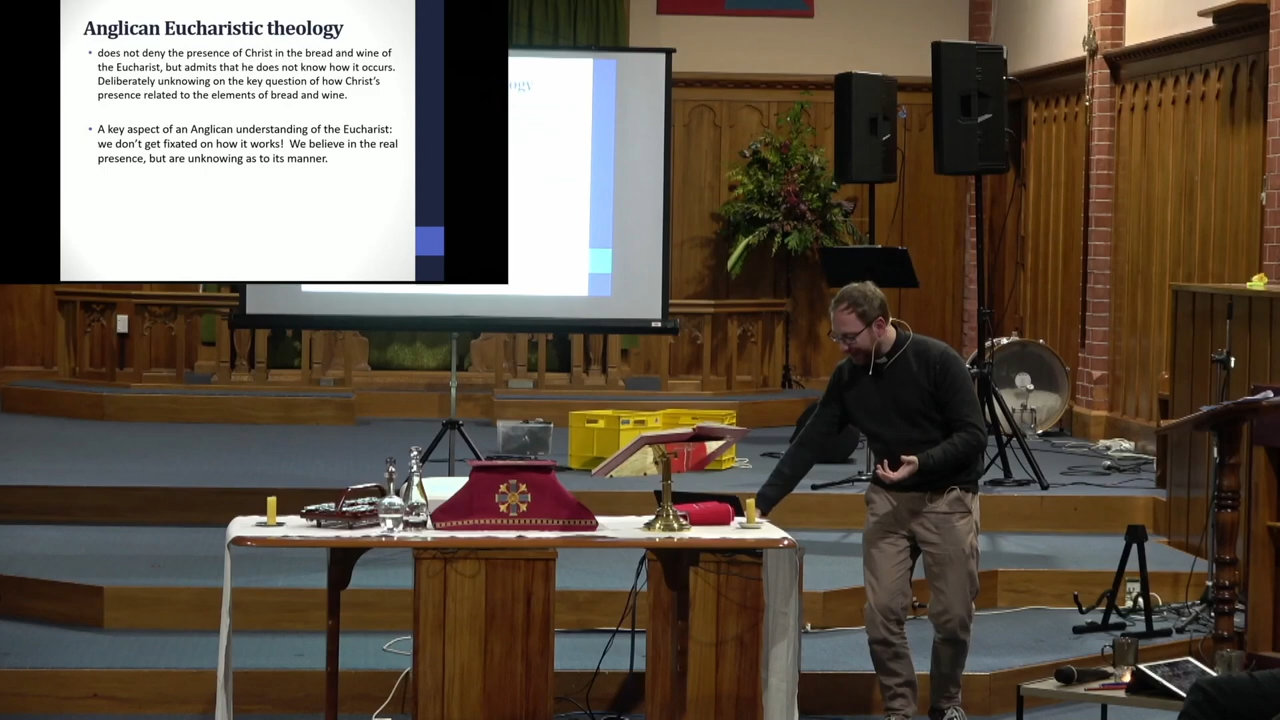 Anglican Eucharistic theology
• does not deny the presence of Christ in the bread and wine of
the Eucharist, but admits that he does not know how it occurs.
Deliberately unknowing on the key question of how Christ's
presence related to the elements of bread and wine.
• A key aspect of an Anglican understanding of the Eucharist:
we don't get fixated on how it works!  We believe in the real
presence, but are unknowing as to its manner.
ogy